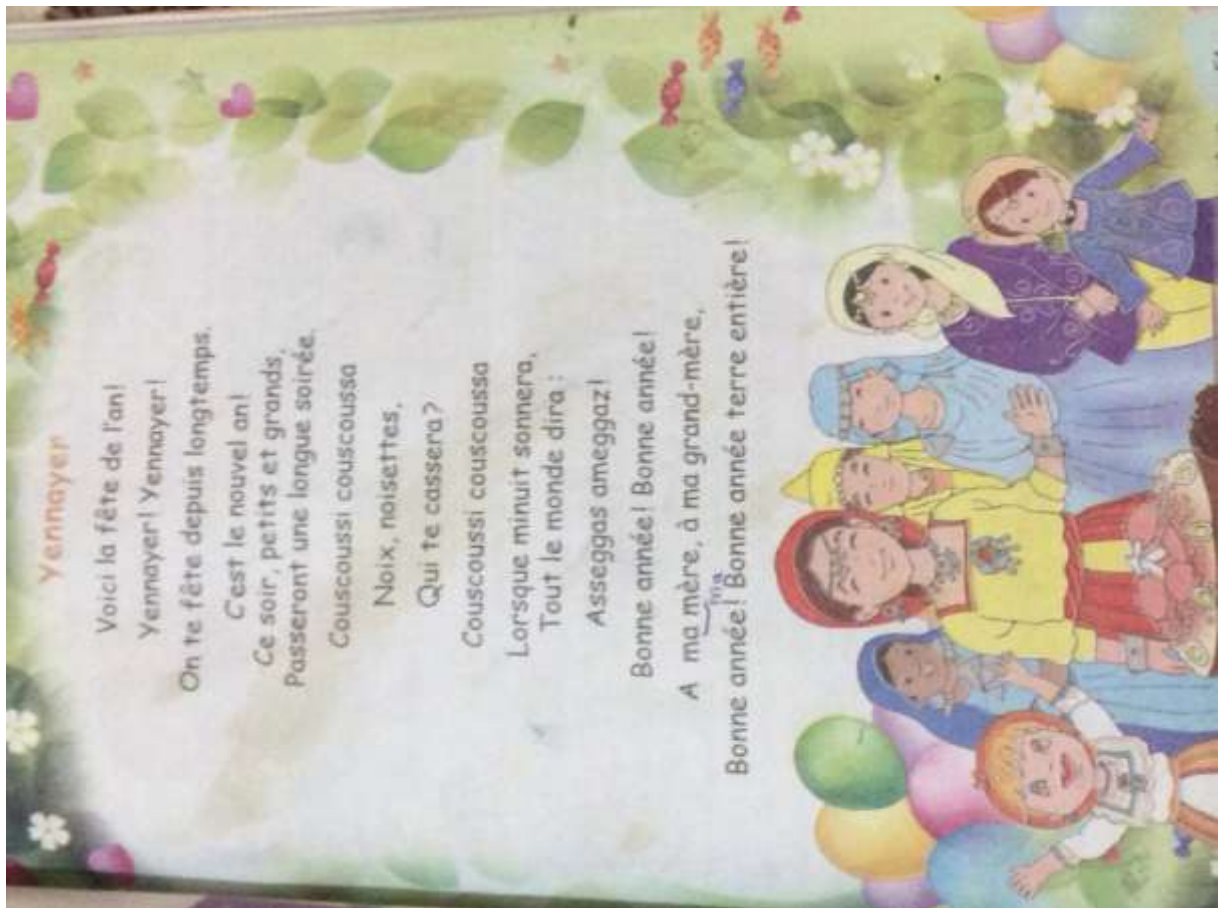 Yennayer
Voici la fête de l'an!
Yennayer! Yennayer!
On te fête depuis longtemps.
C'est le nouvel an!
Ce soir, petits et grands,
Passeront une longue soirée.
Couscoussi couscoussa
Noix, noisettes,
Qui te cassera?
Couscoussi couscoussa
Lorsque minuit sonnera,
Tout le monde dira :
Asseggas ameggaz!
Bonne année! Bonne année!
A ma mère, à ma grand-mère,
Bonne année! Bonne année terre entière!